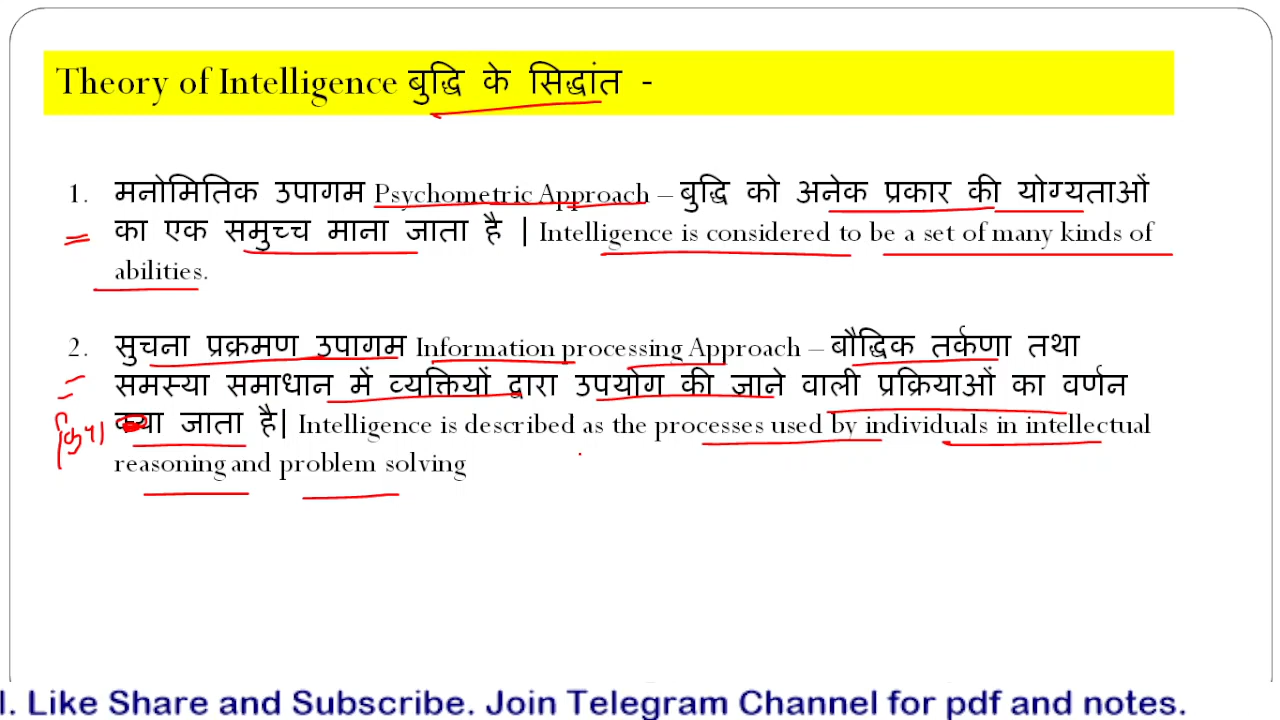 Theory of Intelligence बुद्धि के सिद्धांत -
1. मनोमितिक उपागम Psychometric Approach – बुद्धि को अनेक प्रकार की योग्यताओं
का एक समुच्च माना जाता है | Intelligence is considered to be a set of many kinds of
abilities.
2. सुचना प्रक्रमण उपागम Information processing Approach – बौद्धिक तर्कणा तथा
समस्या समाधान में व्यक्तियों द्वारा उपयोग की जाने वाली प्रक्रियाओं का वर्णन
किया क्या जाता है| Intelligence is described as the processes used by individuals in intellectual
reasoning and problem solving
l. Like Share and Subscribe. Join Telegram Channel for pdf and notes.